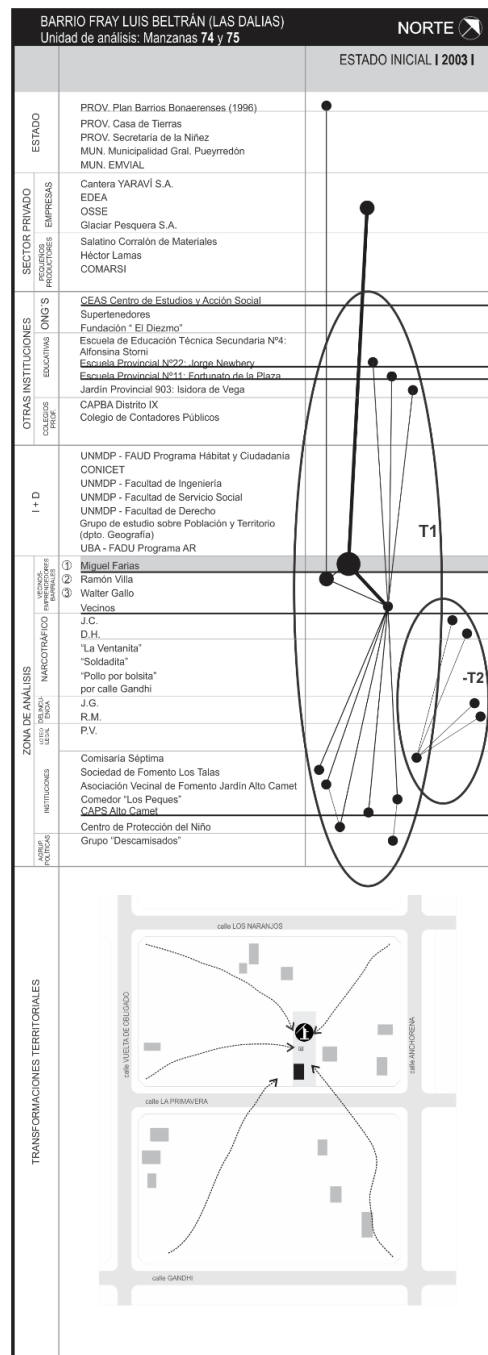 BARRIO FRAY LUIS BELTRÁN (LAS DALIAS)
Unidad de análisis: Manzanas 74 y 75
NORTE
ESTADO INICIAL | 2003 |
ESTADO
PROV. Plan Barrios Bonaerenses (1996)
PROV. Casa de Tierras
PROV. Secretaría de la Niñez
MUN. Municipalidad Gral. Pueyrredón
MUN. EMVIAL
SECTOR PRIVADO
EMPRESAS
Cantera YARAVÍ S.A.
EDEA
OSSE
Glaciar Pesquera S.A.
PEQUEÑOS
PRODUCTORES
Salatino Corralón de Materiales
Héctor Lamas
COMARSI
OTRAS INSTITUCIONES
ONG'S
CEAS Centro de Estudios y Acción Social
Supertenedores
Fundación " El Diezmo"
EDUCATIVAS
Escuela de Educación Técnica Secundaria Nº4:
Alfonsina Storni
Escuela Provincial Nº22: Jorge Newbery
Escuela Provincial Nº11: Fortunato de la Plaza
Jardín Provincial 903: Isidora de Vega
COLEGIOS
PROF.
CAPBA Distrito IX
Colegio de Contadores Públicos
I + D
UNMDP - FAUD Programa Hábitat y Ciudadanía
CONICET
UNMDP - Facultad de Ingeniería
UNMDP - Facultad de Servicio Social
UNMDP - Facultad de Derecho
Grupo de estudio sobre Población y Territorio
(dpto. Geografía)
UBA - FADU Programa AR
T1
ZONA DE ANÁLISIS
VECINOS-
EMPRENDEDORES
BARRIALES
① Miguel Farias
② Ramón Villa
③ Walter Gallo
Vecinos
NARCOTRÁFICO
J.C.
D.H.
"La Ventanita"
"Soldadita"
"Pollo por bolsita"
por calle Gandhi
-T2
DELINCU-
ENCIA
J.G.
R.M.
LOTEO
ILEGAL
P.V.
INSTITUCIONES
Comisaría Séptima
Sociedad de Fomento Los Talas
Asociación Vecinal de Fomento Jardín Alto Camet
Comedor "Los Peques"
CAPS Alto Camet
Centro de Protección del Niño
AGRUP.
POLÍTICAS
Grupo "Descamisados"
TRANSFORMACIONES TERRITORIALES
calle LOS NARANJOS
calle VUELTA DE OBLIGADO
calle ANCHORENA
calle LA PRIMAVERA
calle GANDHI